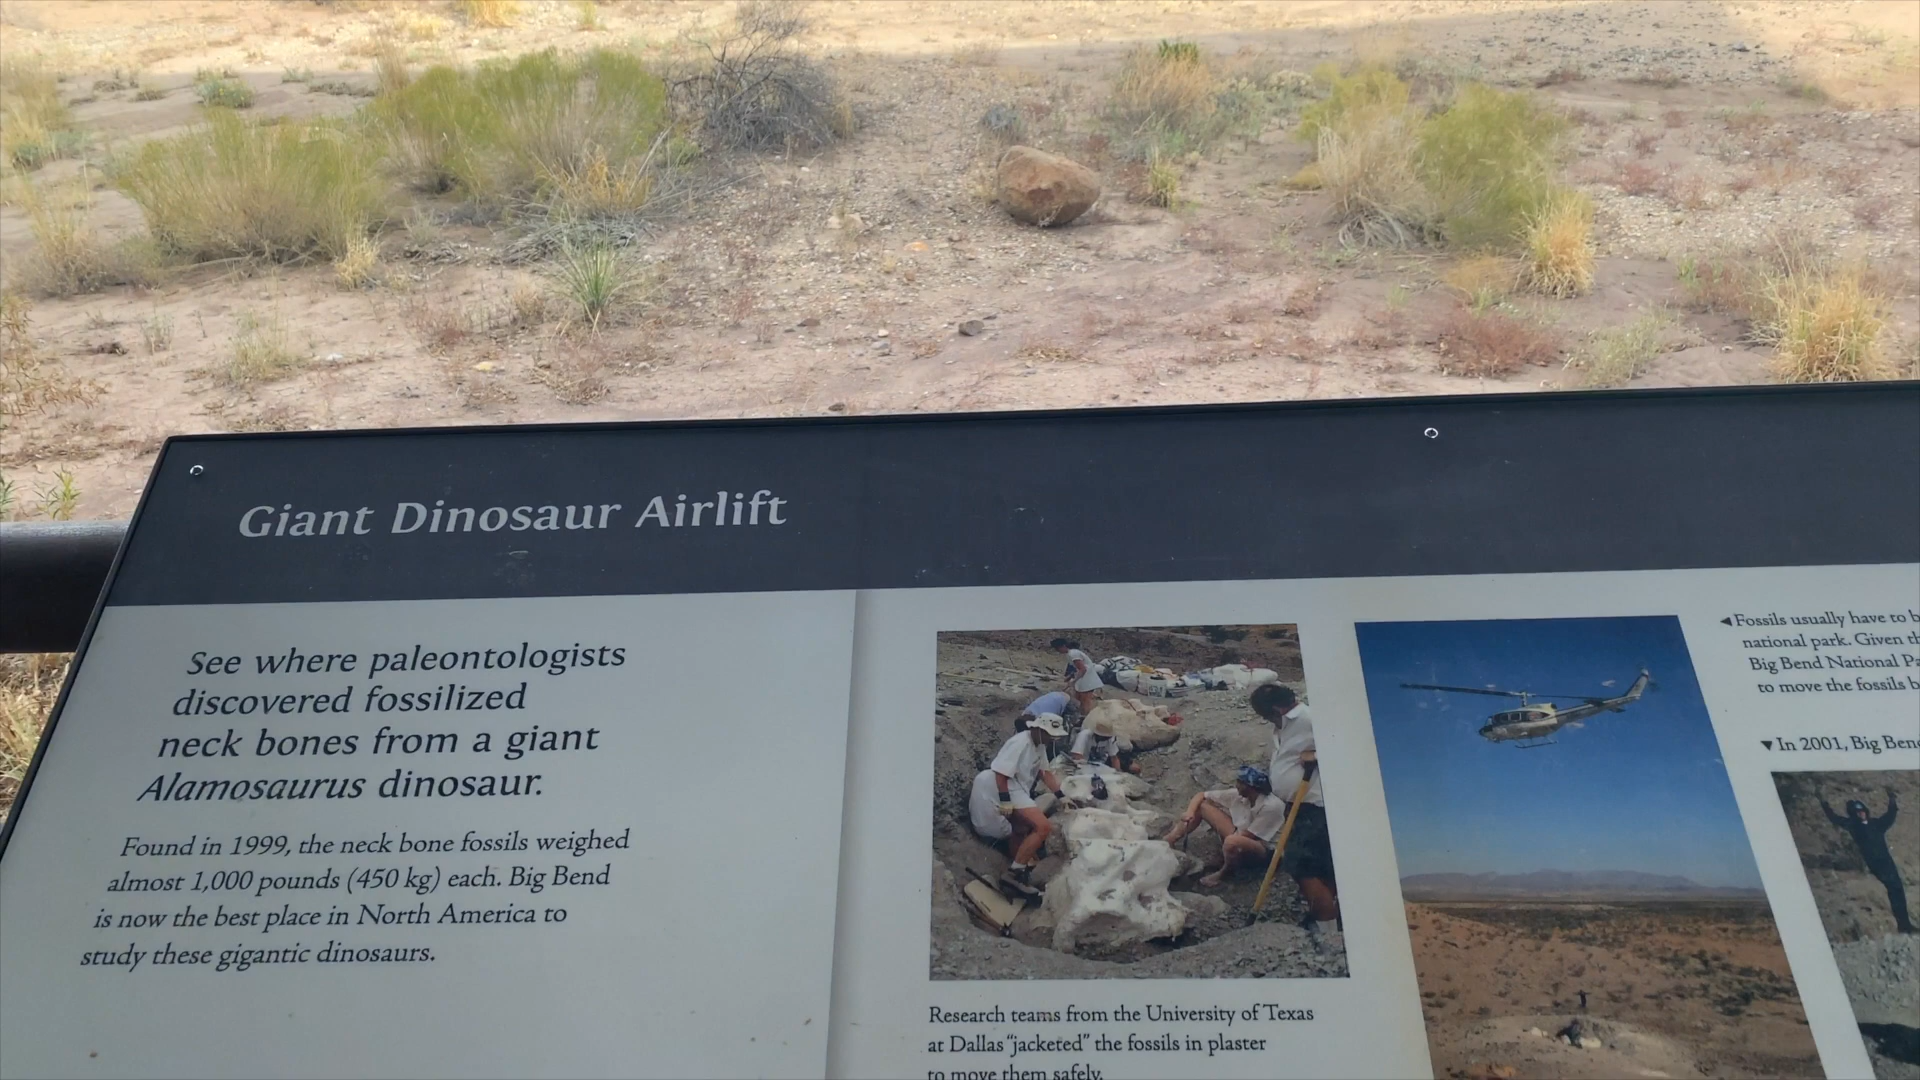 Giant Dinosaur Airlift
See where paleontologists
discovered fossilized
neck bones from a giant
Alamosaurus dinosaur.
Found in 1999, the neck bone fossils weighed
almost 1,000 pounds (450 kg) each. Big Bend
is now the best place in North America to
study these gigantic dinosaurs.
Research teams from the University of Texas
at Dallas "jacketed" the fossils in plaster
to move them safely.
◄Fossils usually have to b
national park. Given th
Big Bend National Pa
to move the fossils b
▼In 2001, Big Bend